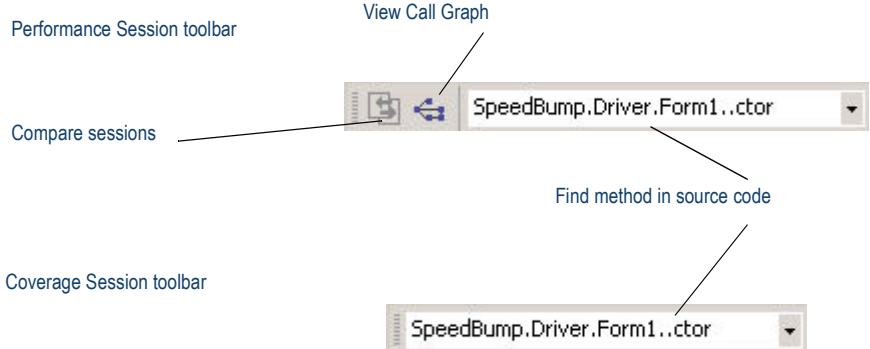 View Call Graph
Performance Session toolbar
SpeedBump.Driver.Form1..ctor
Compare sessions
Find method in source code
Coverage Session toolbar
SpeedBump.Driver.Form1..ctor